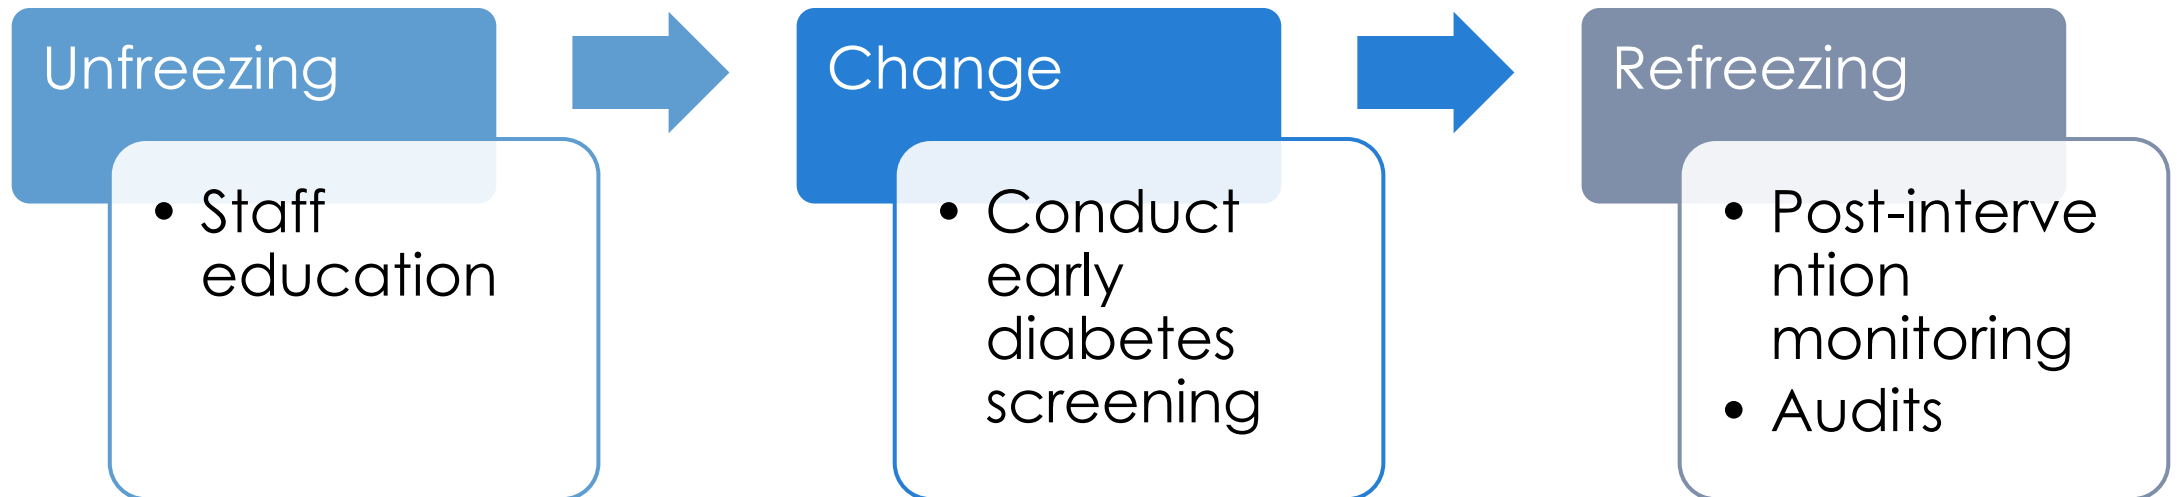 Unfreezing
• Staff
education
Change
• Conduct
early
diabetes
screening
Refreezing
• Post-interve
ntion
monitoring
• Audits